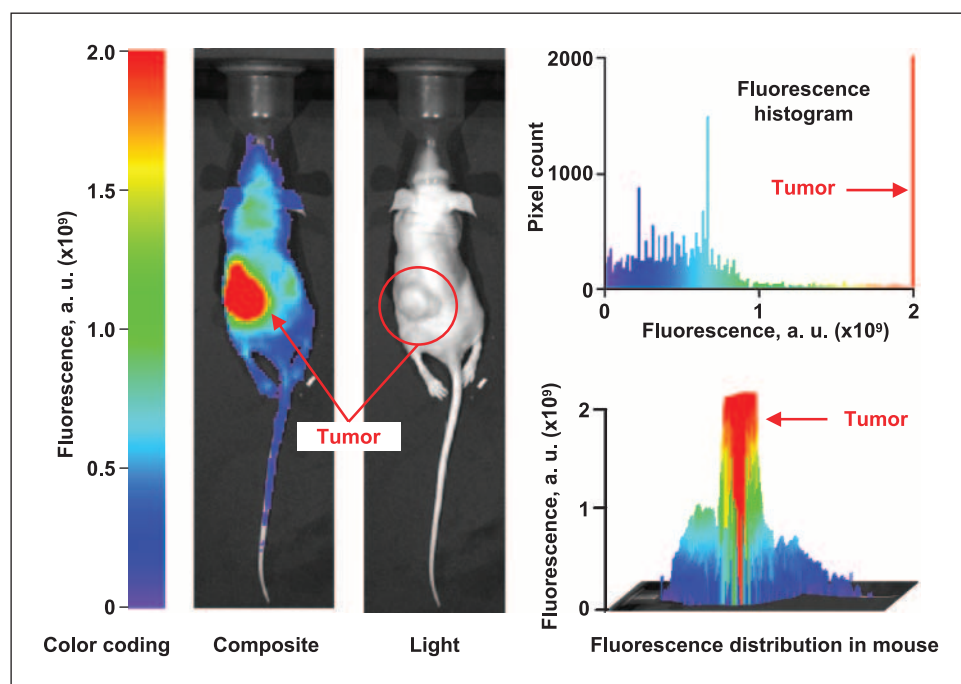 2.0
1.5
1.0
0.5
0
Fluorescence, a. u. (x10⁹)
Color coding
Composite
Tumor
Light
2000
1000
0
Pixel count
Fluorescence
histogram
Tumor
0
1
2
Fluorescence, a. u. (x10⁹)
2
1
0
Fluorescence, a. u. (x10⁹)
Tumor
Fluorescence distribution in mouse